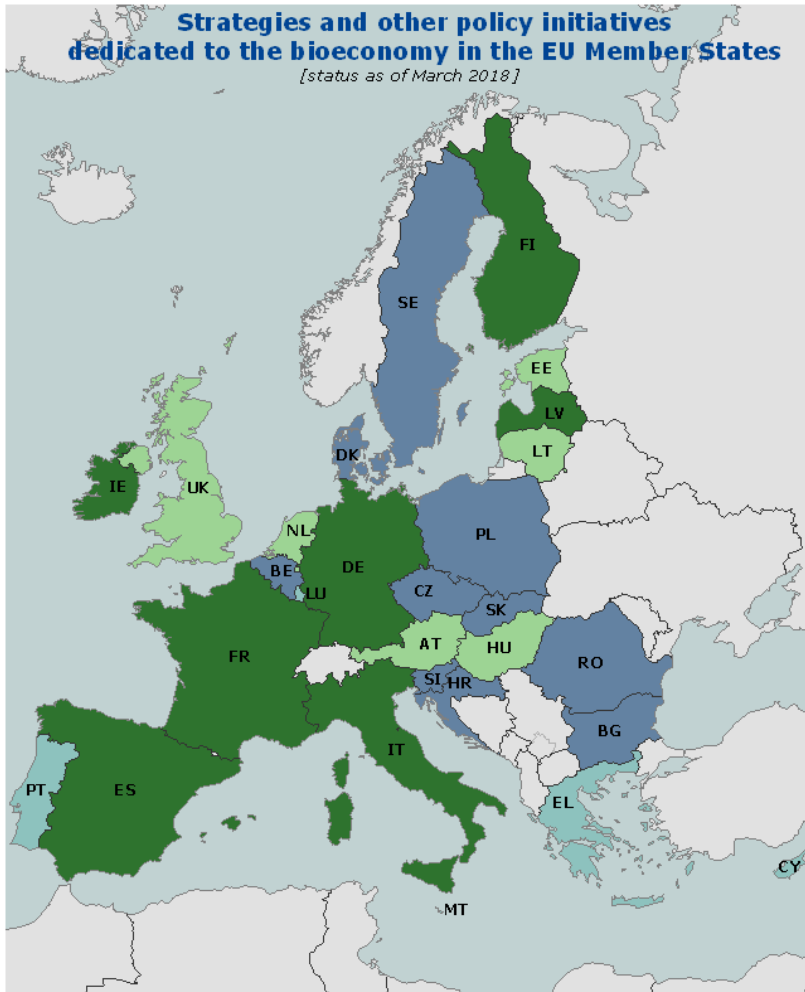 Strategies and other policy initiatives
dedicated to the bioeconomy in the EU Member States
[status as of March 2018]
FI
SE
EE
LV
LT
DK
IE
UK
NL
PL
BE
DE
LU
CZ
SK
AT
HU
FR
RO
SI
HR
BG
IT
PT
ES
EL
CY
MT